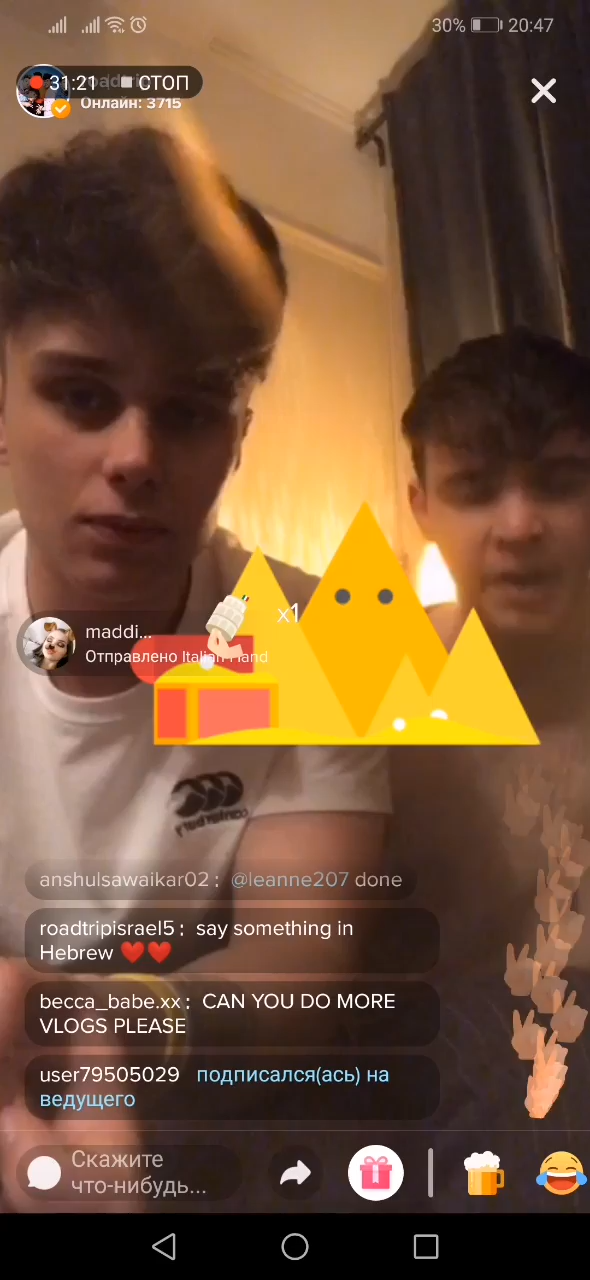 30% 20:47
31:21 СТОП
Онлайн: 3715
x1
maddi...
Отправлено Italian Hand
anshulsawaikar02 : @leanne207 done
roadtripisrael5 : say something in
Hebrew ❤️❤️
becca_babe.xx : CAN YOU DO MORE
VLOGS PLEASE
user79505029 подписался(ась) на
ведущего
Скажите
что-нибудь...